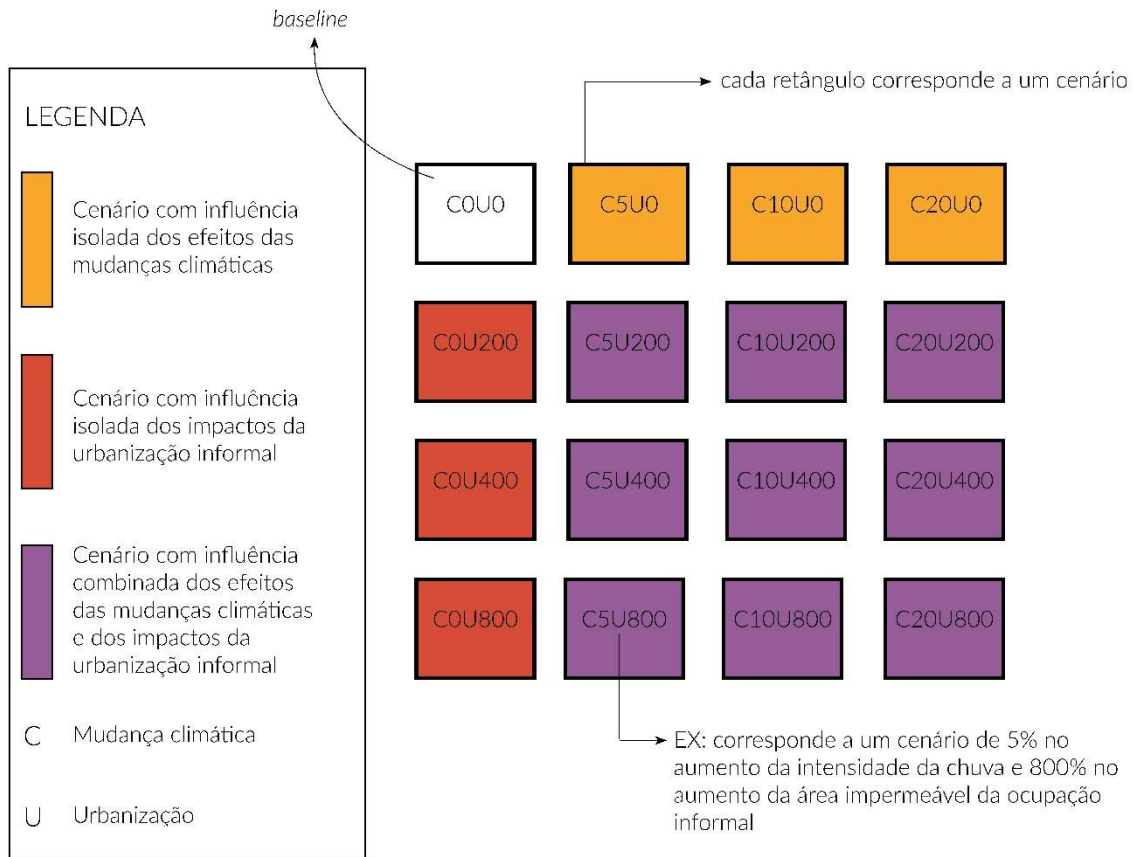 baseline
cada retângulo corresponde a um cenário
LEGENDA
Cenário com influência
isolada dos efeitos das
mudanças climáticas
Cenário com influência
isolada dos impactos da
urbanização informal
Cenário com influência
combinada dos efeitos
das mudanças climáticas
e dos impactos da
urbanização informal
C Mudança climática
U Urbanização
C0U0 C5U0 C10U0 C20U0
C0U200 C5U200 C10U200 C20U200
C0U400 C5U400 C10U400 C20U400
C0U800 C5U800 C10U800 C20U800
EX: corresponde a um cenário de 5% no
aumento da intensidade da chuva e 800% no
aumento da área impermeável da ocupação
informal